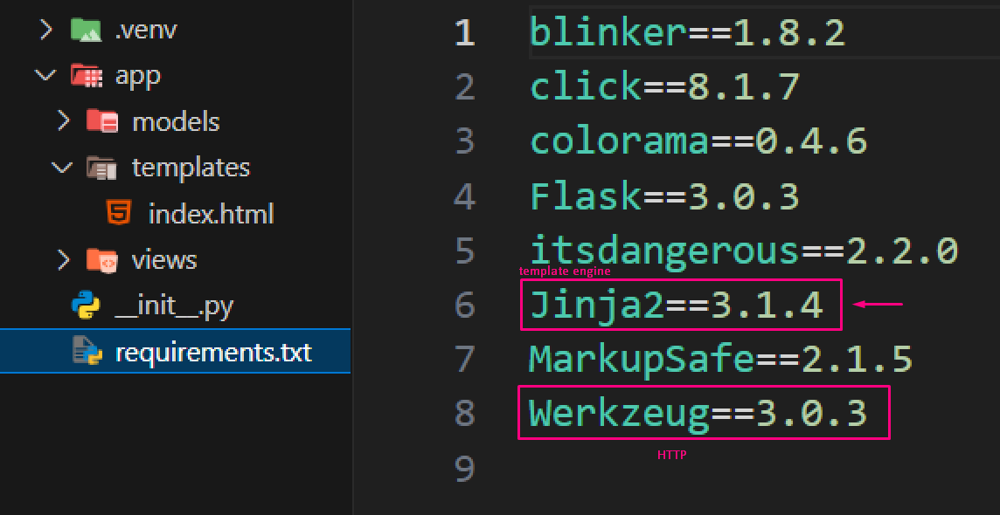 .venv
app
models
templates
index.html
views
__init__.py
requirements.txt
1 blinker==1.8.2
2 click==8.1.7
3 colorama==0.4.6
4 Flask==3.0.3
5 itsdangerous==2.2.0
template engine
6 Jinja2==3.1.4
7 MarkupSafe==2.1.5
8 Werkzeug==3.0.3
HTTP
9